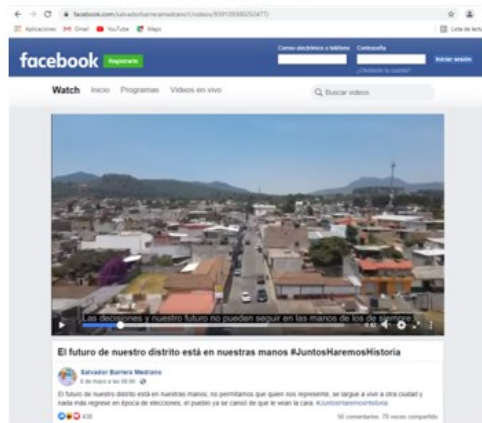 facebook.com/salvadorbarreramedrano1/videos/939139300252477/
Aplicaciones
Gmail
YouTube
Maps
Lista de lectura
facebook
Registrarte
Correo electrónico o teléfono
Contraseña
Iniciar sesión
¿Olvidaste tu cuenta?
Watch
Inicio
Programas
Videos en vivo
Buscar videos
Las decisiones y nuestro futuro no pueden seguir en las manos de los de siempre
El futuro de nuestro distrito está en nuestras manos #JuntosHaremosHistoria
Salvador Barrera Medrano
El futuro de nuestro distrito está en nuestras manos, no permitamos que quien nos represente, se largue a vivir a otra ciudad y
nada más regrese en época de elecciones, el pueblo ya se cansó de que le vean la cara. #JuntosHaremosHistoria
438
56 comentarios 70 veces compartido